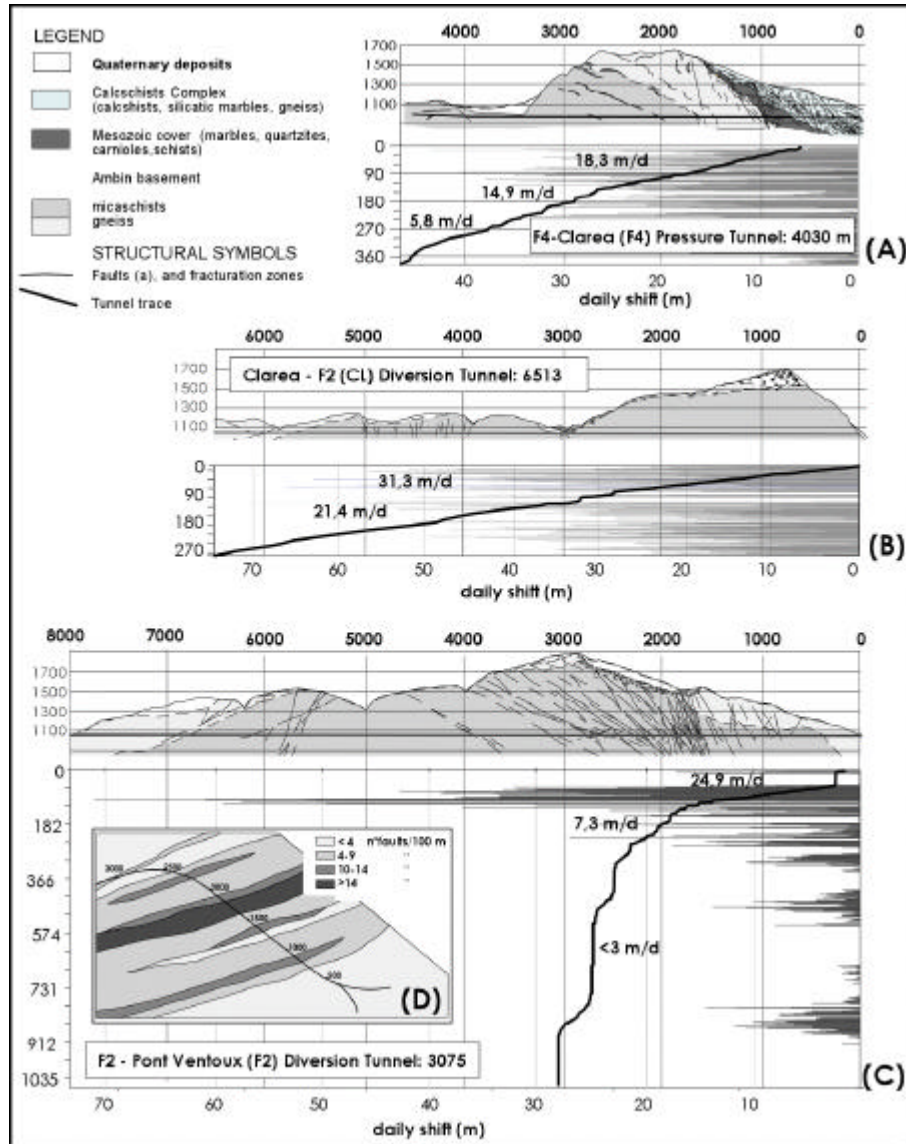 LEGEND
Quaternary deposits
Calcschists Complex
(calcshists, silicatic marbles, gneiss)
Mesozoic cover (marbles, quartzites,
carnioles,schists)
Ambin basement
micaschists
gneiss
STRUCTURAL SYMBOLS
Faults (a), and fracturation zones
Tunnel trace
4000 3000 2000 1000 0
1700
1500
1300
1100
0
90
180
270
360
18,3 m/d
14,9 m/d
5,8 m/d
F4-Clarea (F4) Pressure Tunnel: 4030 m
(A)
40 30 20 10 0
daily shift (m)
6000 5000 4000 3000 2000 1000 0
Clarea - F2 (CL) Diversion Tunnel: 6513
1700
1500
1300
1100
0
90
180
270
31,3 m/d
21,4 m/d
(B)
70 60 50 40 30 20 10 0
daily shift (m)
8000 7000 6000 5000 4000 3000 2000 1000 0
1700
1500
1300
1100
0
182
366
574
731
912
1035
24,9 m/d
7,3 m/d
<3 m/d
<4 n°faults/100 m
4-9 "
10-14 "
>14 "
3000 2500 2000 1500 1000 500
(D)
F2 - Pont Ventoux (F2) Diversion Tunnel: 3075
(C)
70 60 50 40 30 20 10 0
daily shift (m)